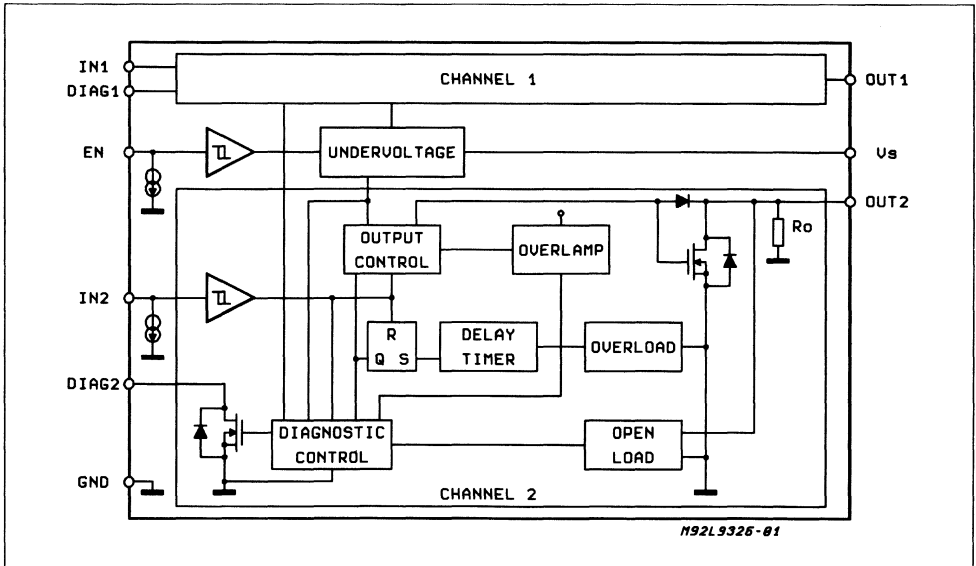 IN1
DIAG1
CHANNEL 1
OUT1
EN
UNDERVOLTAGE
Vs
OUT2
OUTPUT
CONTROL
OVERLAMP
Ro
IN2
R
Q S
DELAY
TIMER
OVERLOAD
DIAG2
DIAGNOSTIC
CONTROL
OPEN
LOAD
GND
CHANNEL 2
M92L9326-01